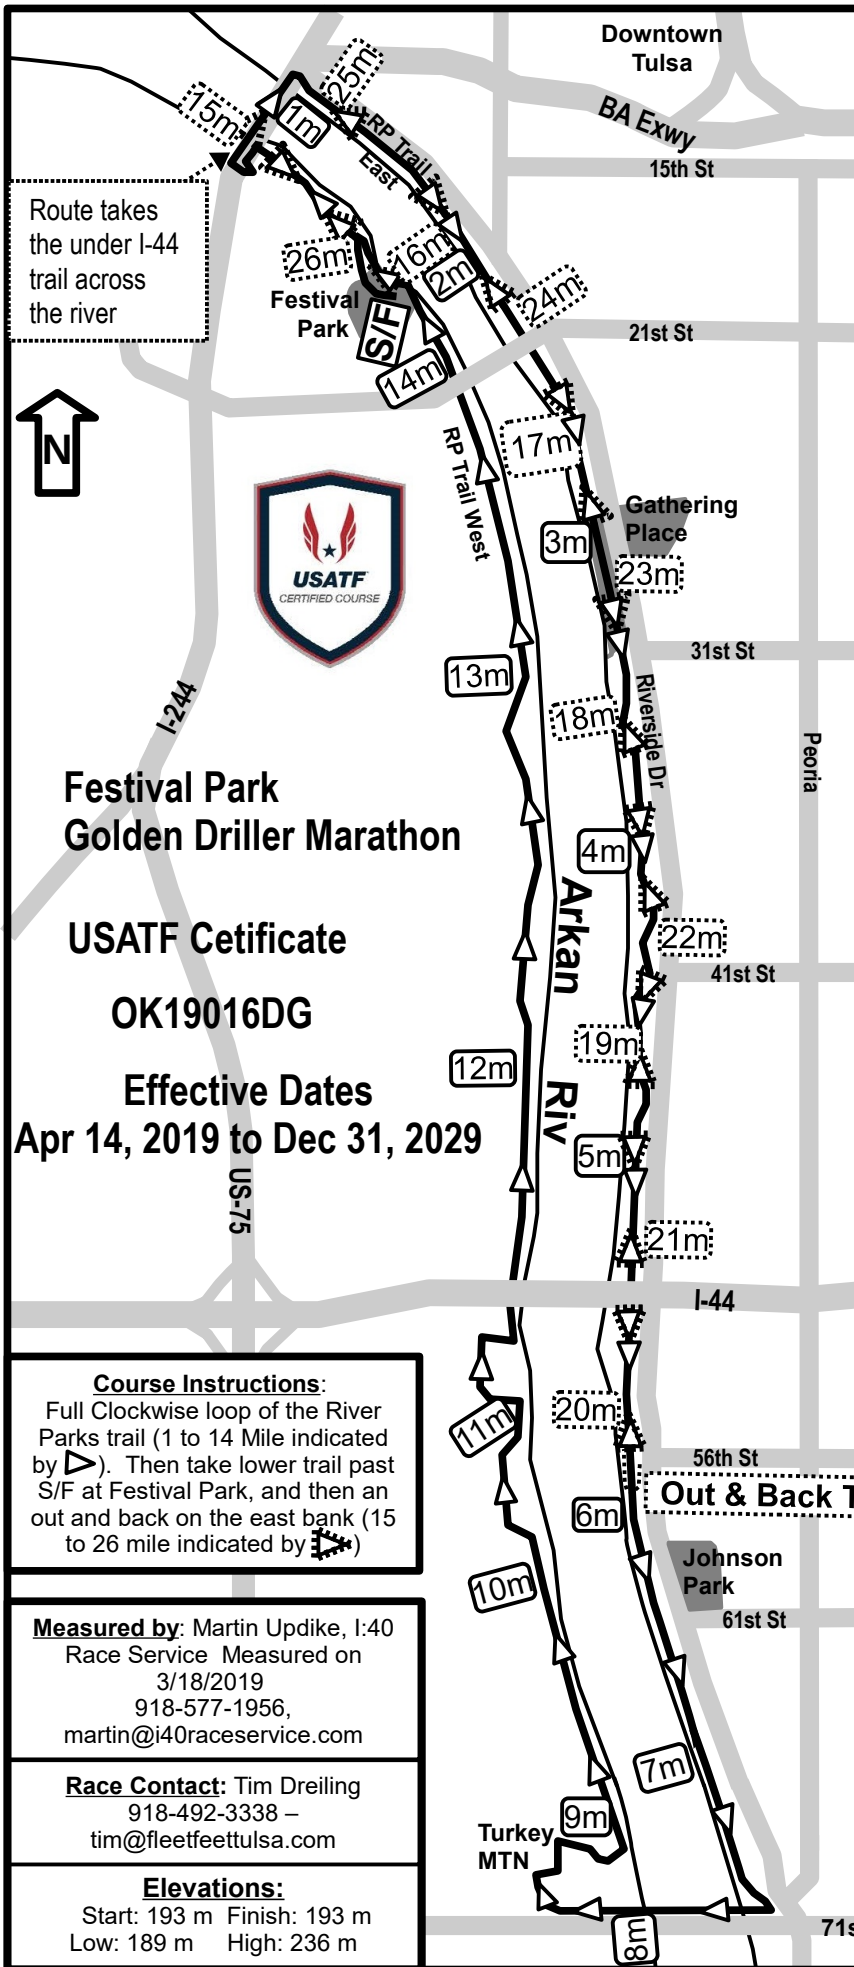 Downtown
Tulsa
25m
15m
1m
RP Trail
East
BA Exwy
15th St
Route takes
the under I-44
trail across
the river
26m
16m
2m
24m
Festival
Park
S/F
21st St
14m
N
RP Trail West
17m
Gathering
Place
3m
USATF
CERTIFIED COURSE
23m
31st St
13m
Riverside Dr
18m
I-244
Peoria
Festival Park
Golden Driller Marathon
4m
Arkan
22m
USATF Cetificate
41st St
OK19016DG
19m
12m
Effective Dates
Riv
Apr 14, 2019 to Dec 31, 2029
5m
US-75
21m
I-44
Course Instructions:
Full Clockwise loop of the River
Parks trail (1 to 14 Mile indicated
by ). Then take lower trail past
S/F at Festival Park, and then an
out and back on the east bank (15
to 26 mile indicated by )
20m
11m
56th St
Out & Back T
6m
Johnson
Park
10m
61st St
Measured by: Martin Updike, I:40
Race Service Measured on
3/18/2019
918-577-1956,
martin@i40raceservice.com
7m
Race Contact: Tim Dreiling
918-492-3338 –
tim@fleetfeettulsa.com
9m
Turkey
MTN
Elevations:
Start: 193 m Finish: 193 m
Low: 189 m High: 236 m
8m
71s